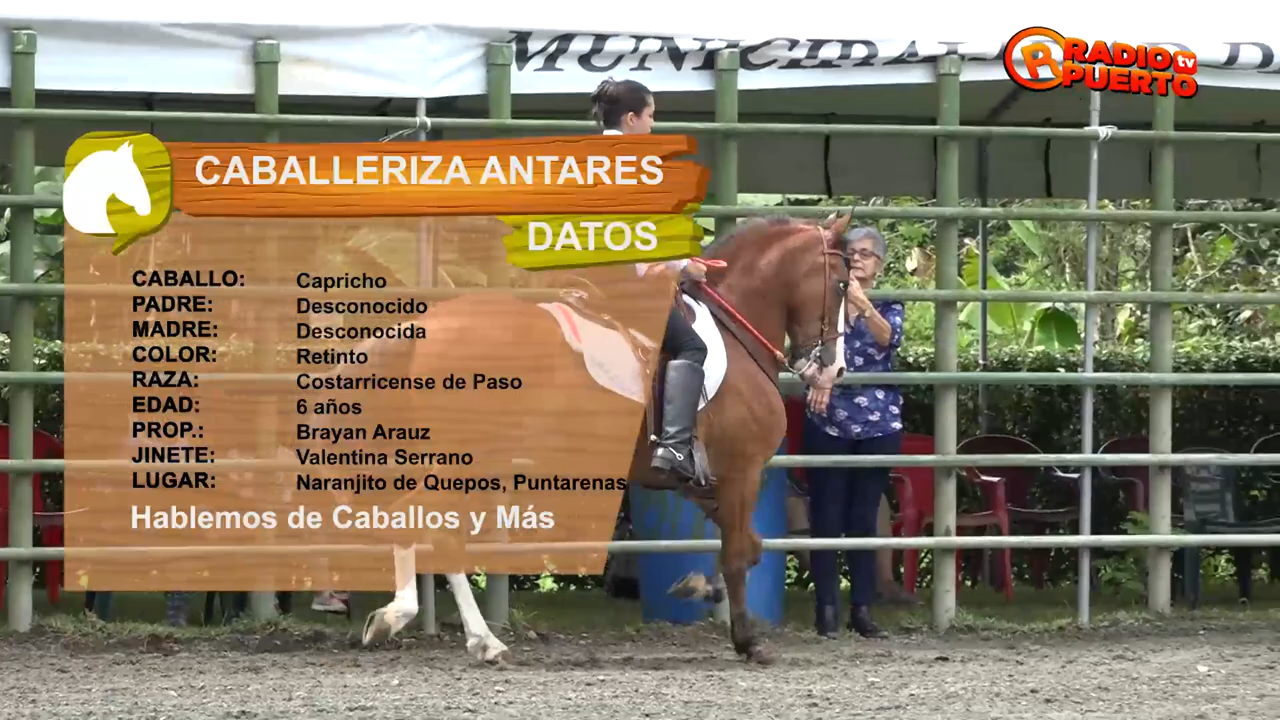 MUNICIPAL
RADIO tv
PUERTO
CABALLERIZA ANTARES
DATOS
CABALLO: Capricho
PADRE: Desconocido
MADRE: Desconocida
COLOR: Retinto
RAZA: Costarricense de Paso
EDAD: 6 años
PROP.: Brayan Arauz
JINETE: Valentina Serrano
LUGAR: Naranjito de Quepos, Puntarenas
Hablemos de Caballos y Más